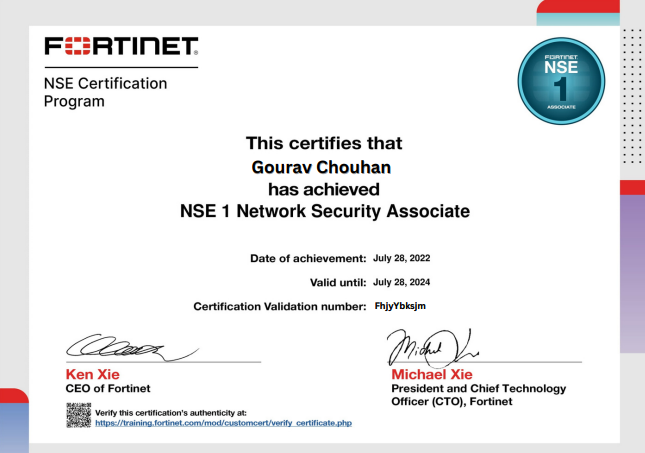 FORTINET
NSE Certification
Program
FORTINET
NSE
1
ASSOCIATE
This certifies that
Gourav Chouhan
has achieved
NSE 1 Network Security Associate
Date of achievement: July 28, 2022
Valid until: July 28, 2024
Certification Validation number: FhjyYbksjm
Ken Xie
CEO of Fortinet
Michael Xie
President and Chief Technology
Officer (CTO), Fortinet
Verify this certification's authenticity at:
https://training.fortinet.com/mod/customcert/verify_certificate.php